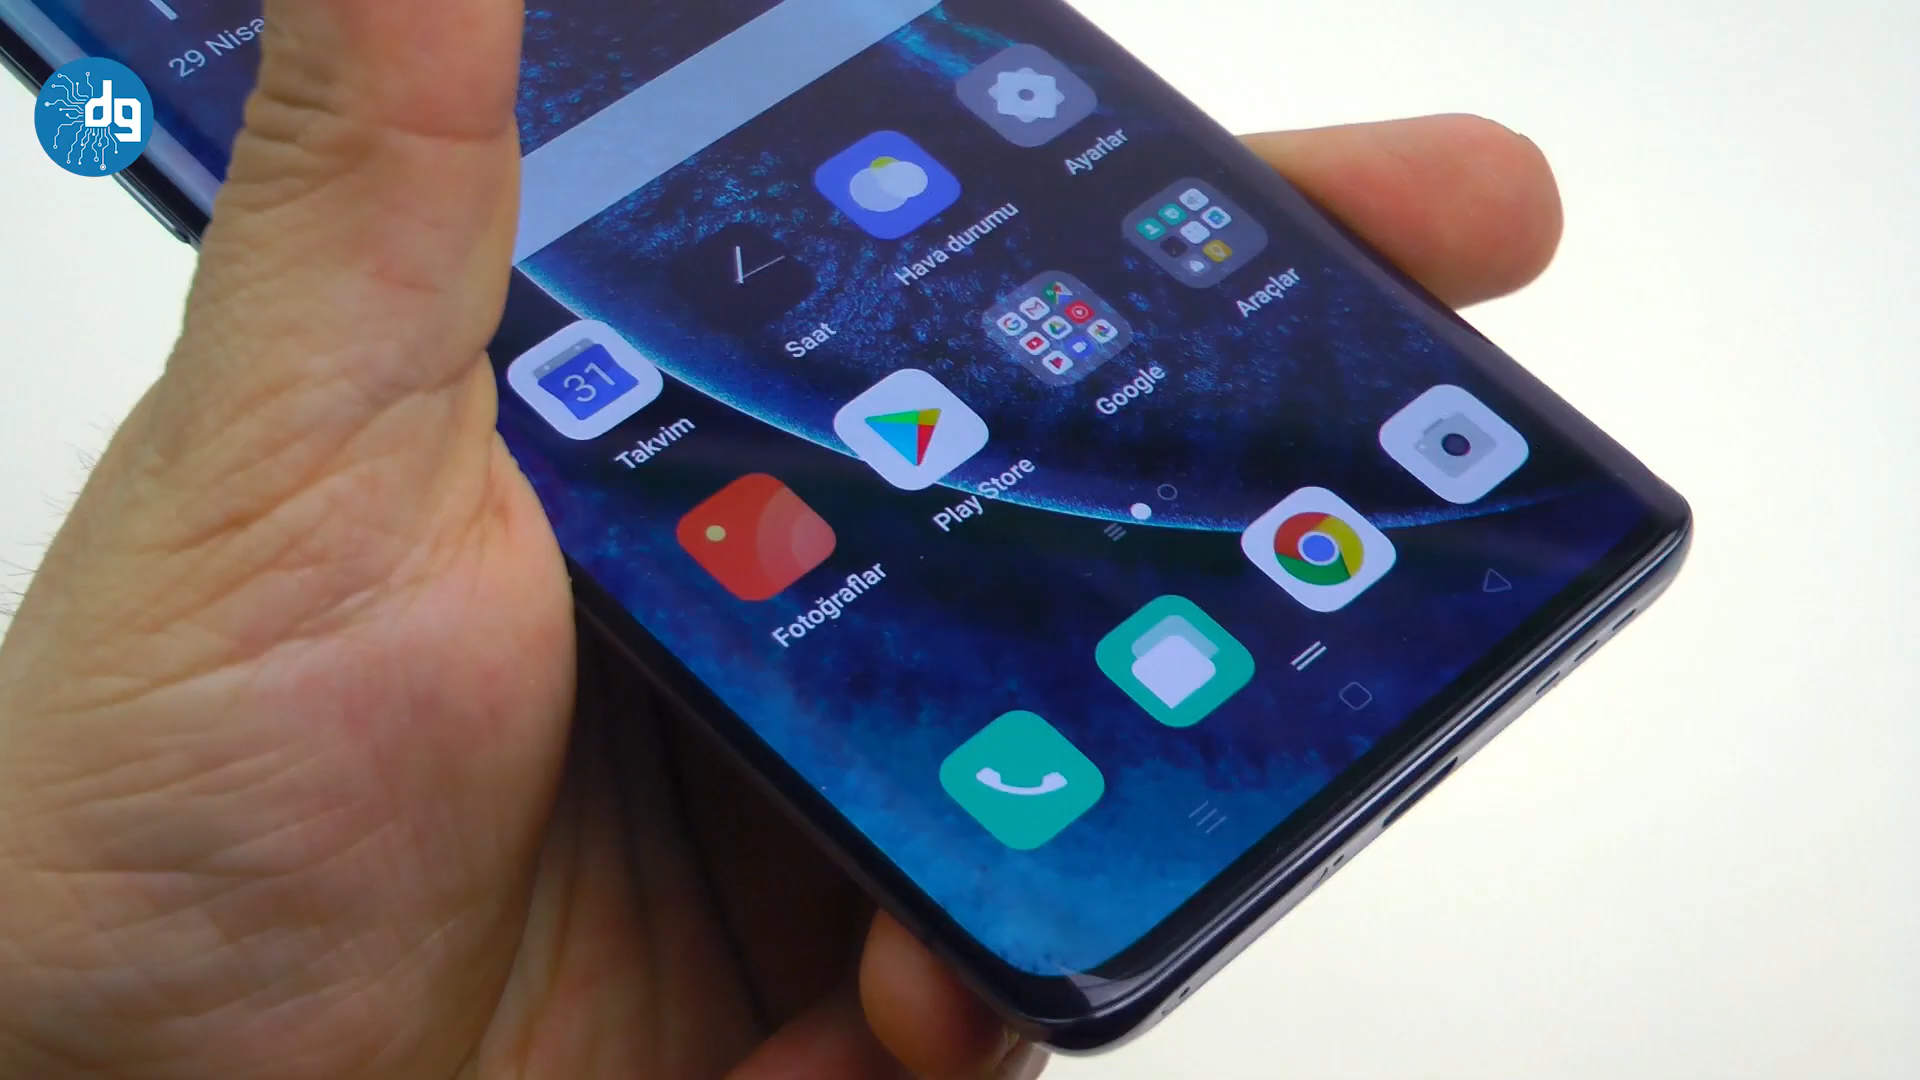 dg
29 Nisa
Ayarlar
Hava durumu
Saat
Araçlar
Google
31
Takvim
Play Store
Fotoğraflar